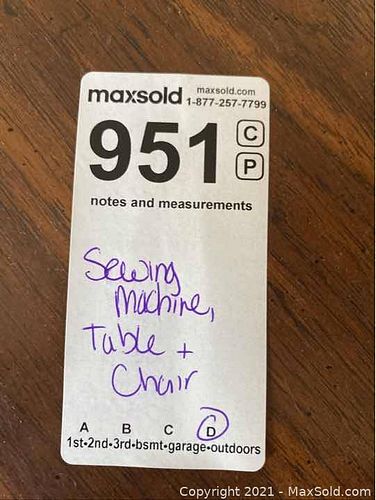 maxsold maxsold.com
1-877-257-7799
951 C
P
notes and measurements
Sewing
Machine,
Table +
Chair
A B C D
1st•2nd•3rd•bsmt•garage•outdoors
Copyright 2021 - MaxSold.com